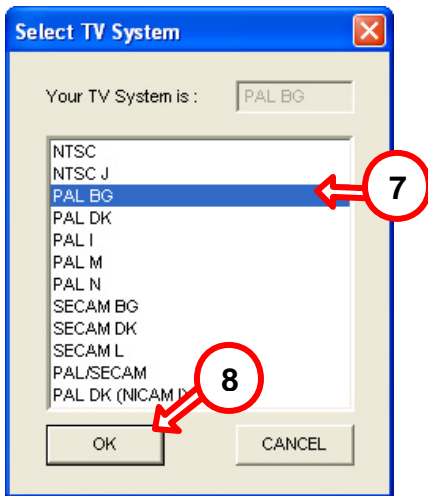 Select TV System
Your TV System is : PAL BG
NTSC
NTSC J
PAL BG
7
PAL DK
PAL I
PAL M
PAL N
SECAM BG
SECAM DK
SECAM L
PAL/SECAM
8
PAL DK (NICAM
OK CANCEL